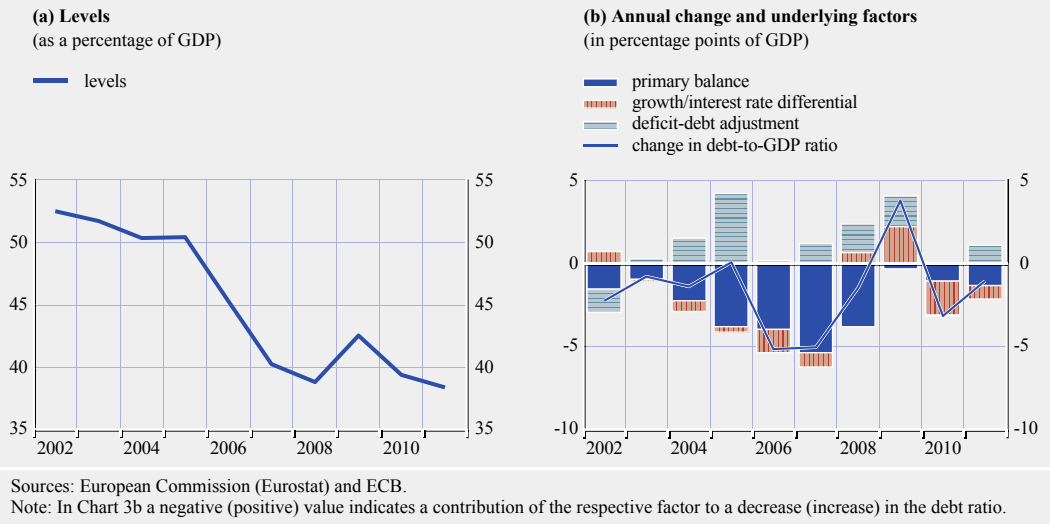 (a) Levels
(as a percentage of GDP)
levels
55
50
45
40
35
55
50
45
40
35
2002 2004 2006 2008 2010
(b) Annual change and underlying factors
(in percentage points of GDP)
primary balance
growth/interest rate differential
deficit-debt adjustment
change in debt-to-GDP ratio
5
0
-5
-10
5
0
-5
-10
2002 2004 2006 2008 2010
Sources: European Commission (Eurostat) and ECB.
Note: In Chart 3b a negative (positive) value indicates a contribution of the respective factor to a decrease (increase) in the debt ratio.